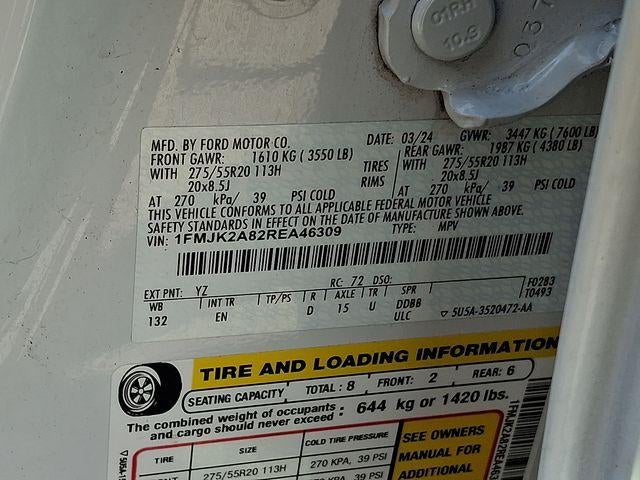 01RH
10.9
MFD. BY FORD MOTOR CO. DATE: 03/24 GVWR: 3447 KG (7600 LB)
FRONT GAWR: 1610 KG (3550 LB) REAR GAWR: 1987 KG (4380 LB)
WITH 275/55R20 113H TIRES WITH 275/55R20 113H
20x8.5J RIMS 20x8.5J
AT 270 kPa/ 39 PSI COLD AT 270 kPa/ 39 PSI COLD
THIS VEHICLE CONFORMS TO ALL APPLICABLE FEDERAL MOTOR VEHICLE
SAFETY STANDARDS IN EFFECT ON THE DATE OF MANUFACTURE SHOWN ABOVE.
VIN: 1FMJK2A82REA46309 TYPE: MPV
EXT PNT: YZ RC: 72 DSO: F0283
WB INT TR TP/PS R AXLE TR SPR T0493
132 EN D 15 U DDBB
ULC 5U5A-3520472-AA
TIRE AND LOADING INFORMATION
SEATING CAPACITY TOTAL: 8 FRONT: 2 REAR: 6
The combined weight of occupants
and cargo should never exceed: 644 kg or 1420 lbs.
TIRE SIZE COLD TIRE PRESSURE
275/55R20 113H 270 KPA, 39 PSI
SEE OWNERS
MANUAL FOR
ADDITIONAL